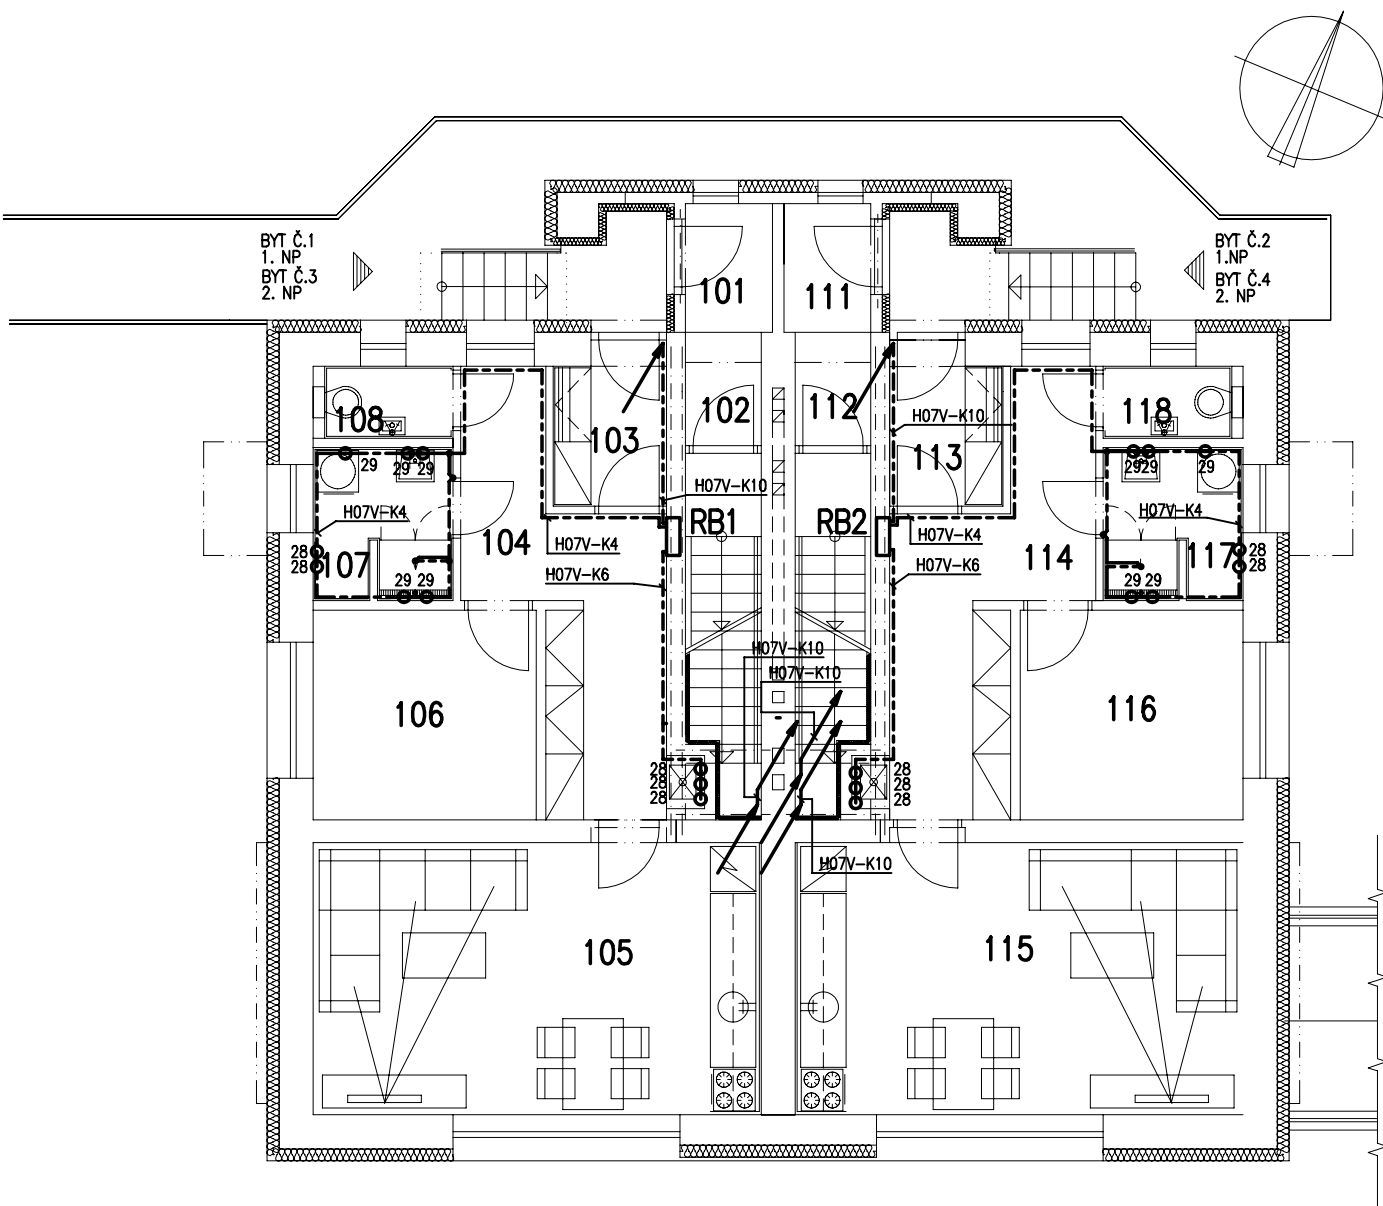 BYT Č.1
1. NP
BYT Č.3
2. NP
BYT Č.2
1.NP
BYT Č.4
2. NP
101
111
102
112
108
103
H07V-K10
113
118
29
29
29
29
29
29
H07V-K4
H07V-K10
H07V-K4
RB1
RB2
104
H07V-K4
H07V-K4
114
28
28
107
29
29
H07V-K6
H07V-K6
29
29
117
28
28
H07V-K10
H07V-K10
106
116
28
28
28
28
28
28
H07V-K10
105
115